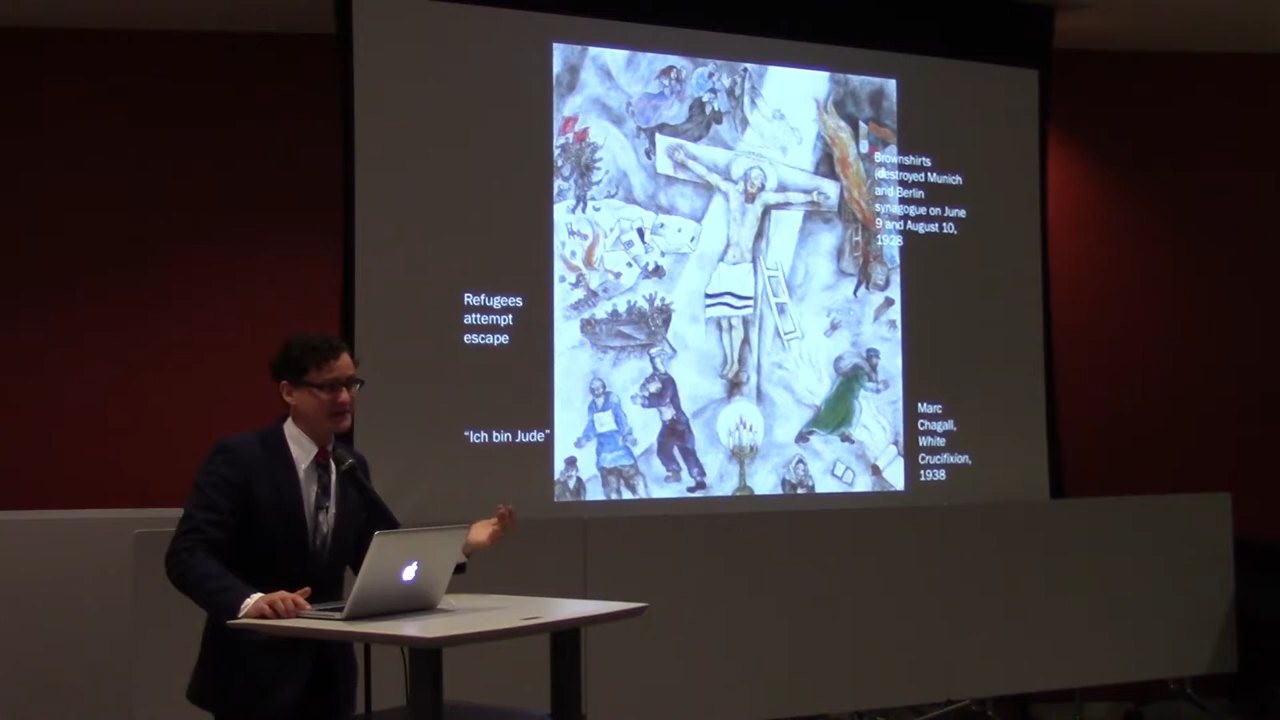 Brownshirts
(destroyed Munich
and Berlin
synagogue on June
9 and August 10,
1928
Refugees
attempt
escape
"Ich bin Jude"
Marc
Chagall,
White
Crucifixion,
1938